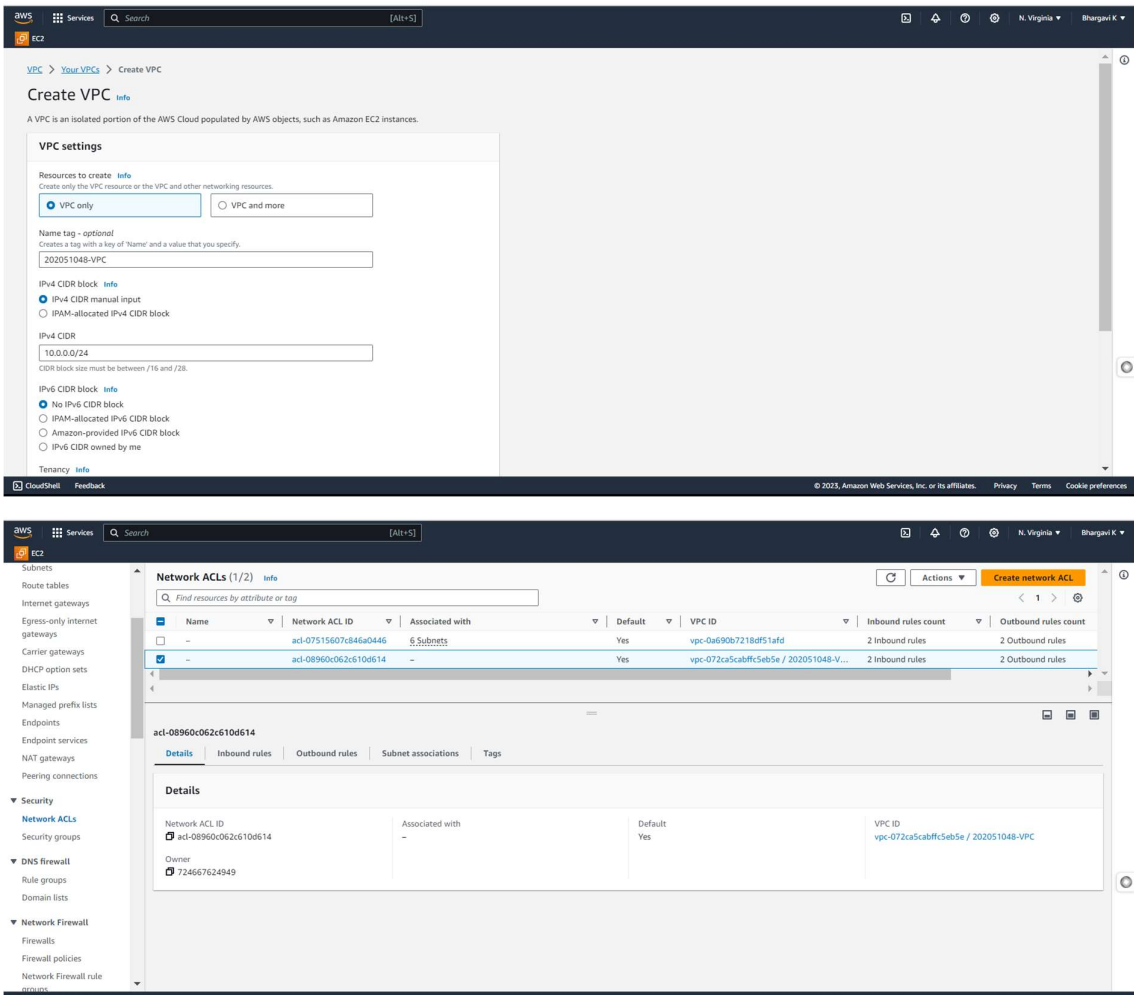 aws Services Search [Alt+S] N. Virginia Bhargavi K
EC2
VPC > Your VPCs > Create VPC
Create VPC Info
A VPC is an isolated portion of the AWS Cloud populated by AWS objects, such as Amazon EC2 instances.
VPC settings
Resources to create Info
Create only the VPC resource or the VPC and other networking resources.
VPC only VPC and more
Name tag - optional
Creates a tag with a key of 'Name' and a value that you specify.
202051048-VPC
IPv4 CIDR block Info
IPv4 CIDR manual input
IPAM-allocated IPv4 CIDR block
IPv4 CIDR
10.0.0.0/24
CIDR block size must be between /16 and /28.
IPv6 CIDR block Info
No IPv6 CIDR block
IPAM-allocated IPv6 CIDR block
Amazon-provided IPv6 CIDR block
IPv6 CIDR owned by me
Tenancy Info
CloudShell Feedback © 2023, Amazon Web Services, Inc. or its affiliates. Privacy Terms Cookie preferences
aws Services Search [Alt+S] N. Virginia Bhargavi K
EC2
Subnets
Route tables
Internet gateways
Egress-only internet
gateways
Carrier gateways
DHCP option sets
Elastic IPs
Managed prefix lists
Endpoints
Endpoint services
NAT gateways
Peering connections
Security
Network ACLs
Security groups
DNS firewall
Rule groups
Domain lists
Network Firewall
Firewalls
Firewall policies
Network Firewall rule
groups
Network ACLs (1/2) Info Actions Create network ACL
Find resources by attribute or tag 1
Name Network ACL ID Associated with Default VPC ID Inbound rules count Outbound rules count
– acl-07515607c846a0446 6 Subnets Yes vpc-0a690b7218df51afd 2 Inbound rules 2 Outbound rules
– acl-08960c062c610d614 – Yes vpc-072ca5cabffc5eb5e / 202051048-V... 2 Inbound rules 2 Outbound rules
acl-08960c062c610d614
Details Inbound rules Outbound rules Subnet associations Tags
Details
Network ACL ID Associated with Default VPC ID
acl-08960c062c610d614 – Yes vpc-072ca5cabffc5eb5e / 202051048-VPC
Owner
724667624949